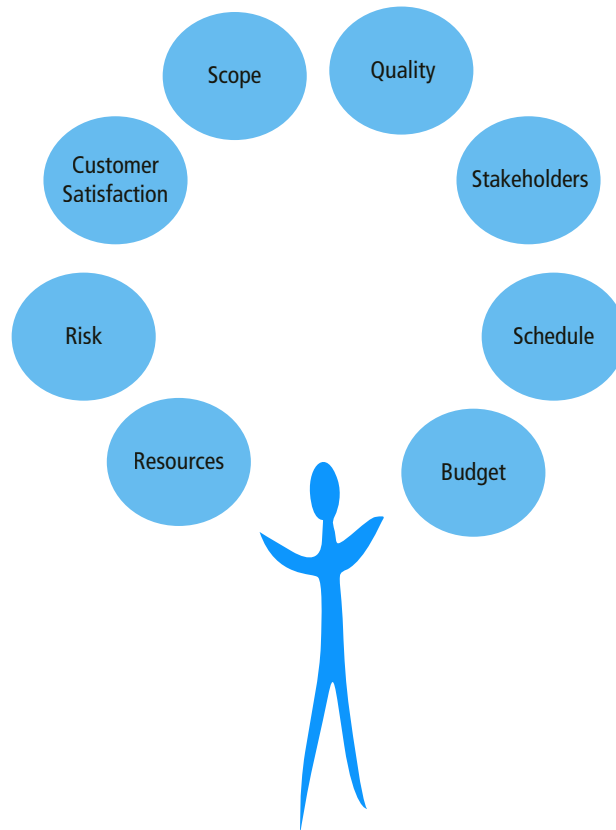 Scope
Quality
Customer
Satisfaction
Stakeholders
Risk
Schedule
Resources
Budget